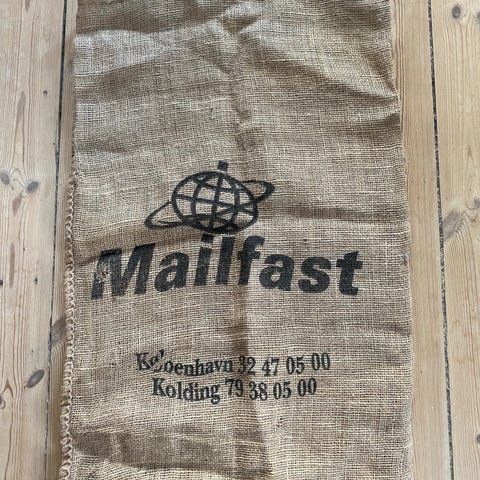 Mailfast
København 32 47 05 00
Kolding 79 38 05 00